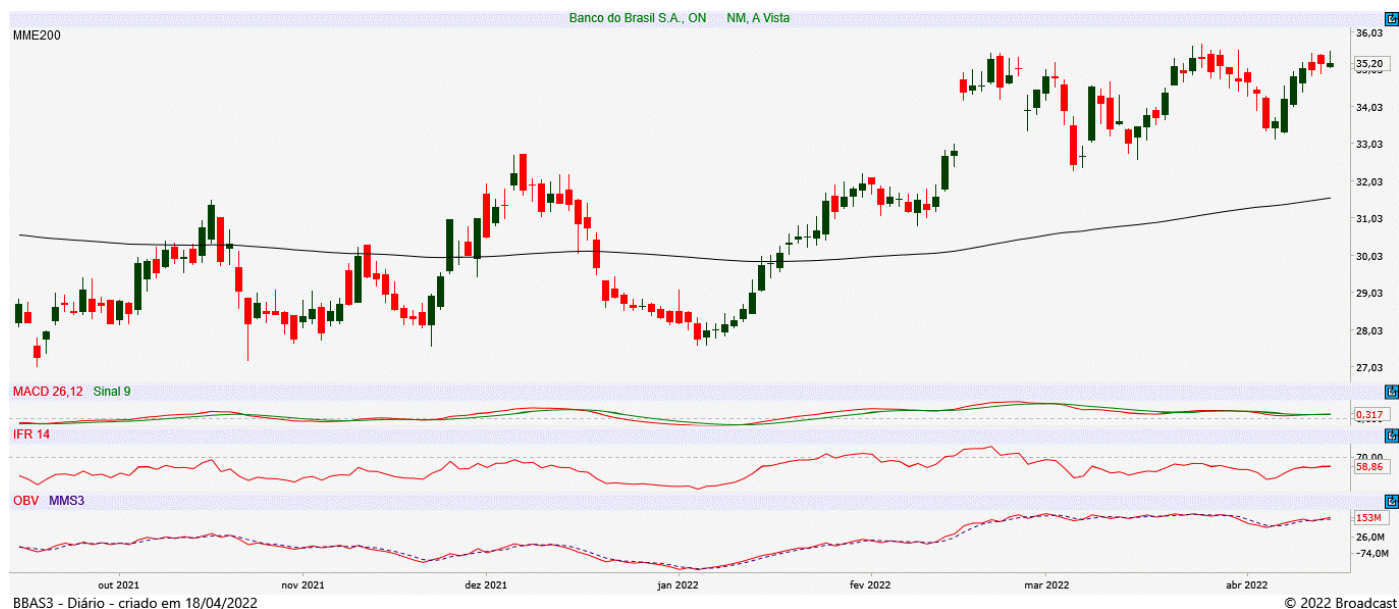 Banco do Brasil S.A., ON NM, A Vista
MME200
36,03
35,20
34,03
33,03
32,03
31,03
30,03
29,03
28,03
27,03
MACD 26,12 Sinal 9
0,317
IFR 14
70,00
58,86
OBV MMS3
153M
26,0M
-74,0M
out 2021 nov 2021 dez 2021 jan 2022 fev 2022 mar 2022 abr 2022
BBAS3 - Diário - criado em 18/04/2022 © 2022 Broadcast